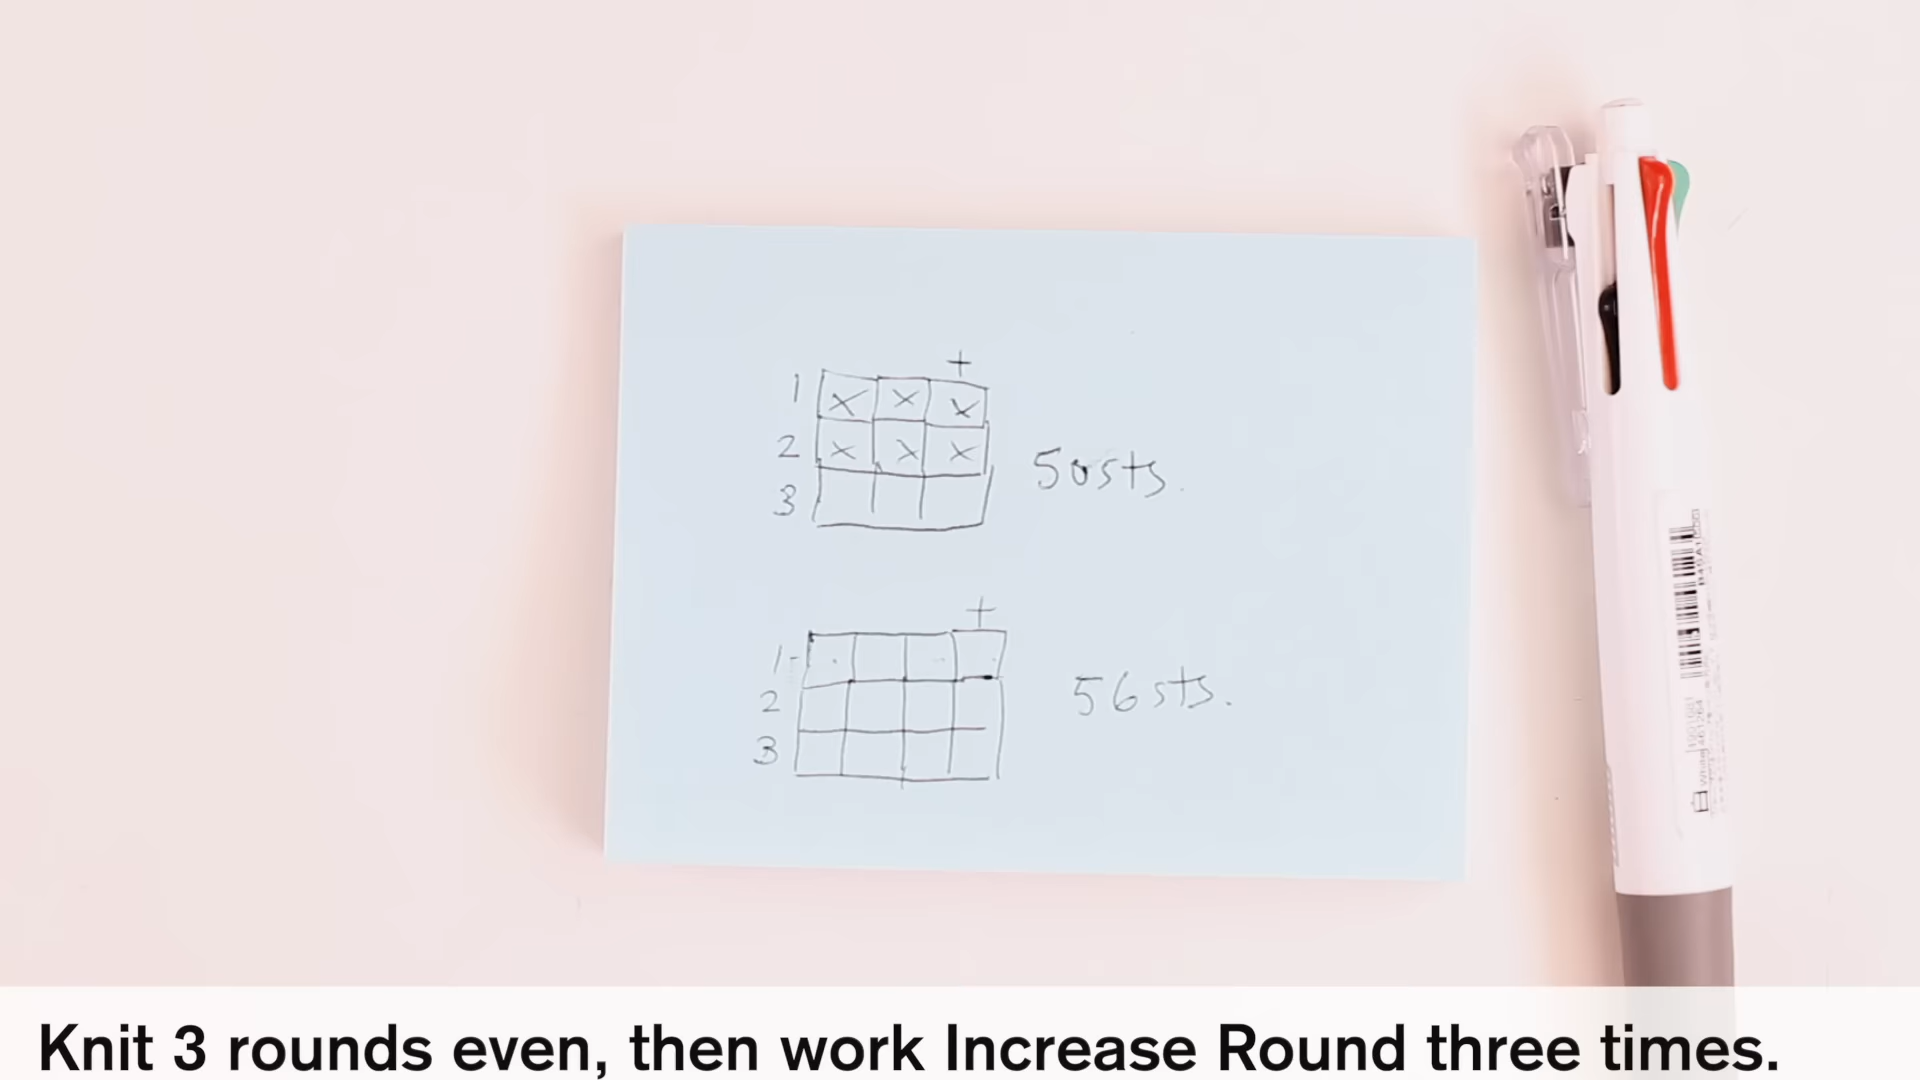 +
1 x x x
2 x x x
3
50sts.
+
1-
2
3
56sts.
Knit 3 rounds even, then work Increase Round three times.